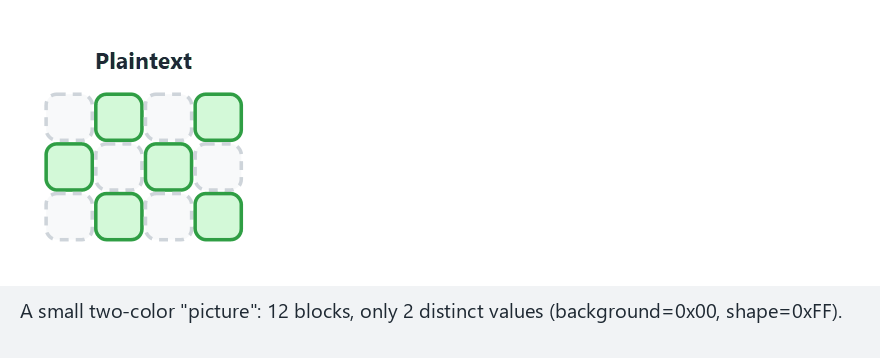 Plaintext
A small two-color "picture": 12 blocks, only 2 distinct values (background=0x00, shape=0xFF).